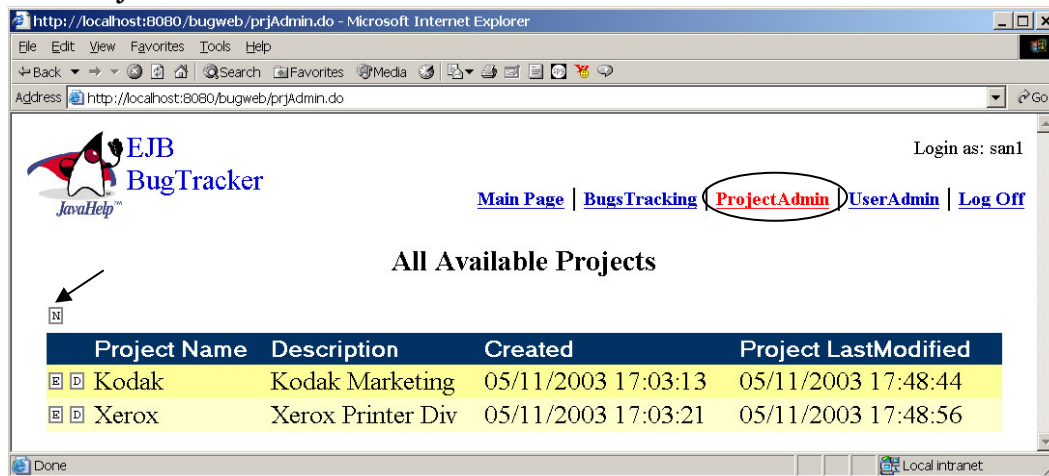 http://localhost:8080/bugweb/prjAdmin.do - Microsoft Internet Explorer
File Edit View Favorites Tools Help
Back Search Favorites Media
Address http://localhost:8080/bugweb/prjAdmin.do Go
EJB
BugTracker
JavaHelp™
Login as: san1
Main Page | BugsTracking | ProjectAdmin | UserAdmin | Log Off
All Available Projects
N
Project Name Description Created Project LastModified
E D Kodak Kodak Marketing 05/11/2003 17:03:13 05/11/2003 17:48:44
E D Xerox Xerox Printer Div 05/11/2003 17:03:21 05/11/2003 17:48:56
Done Local intranet